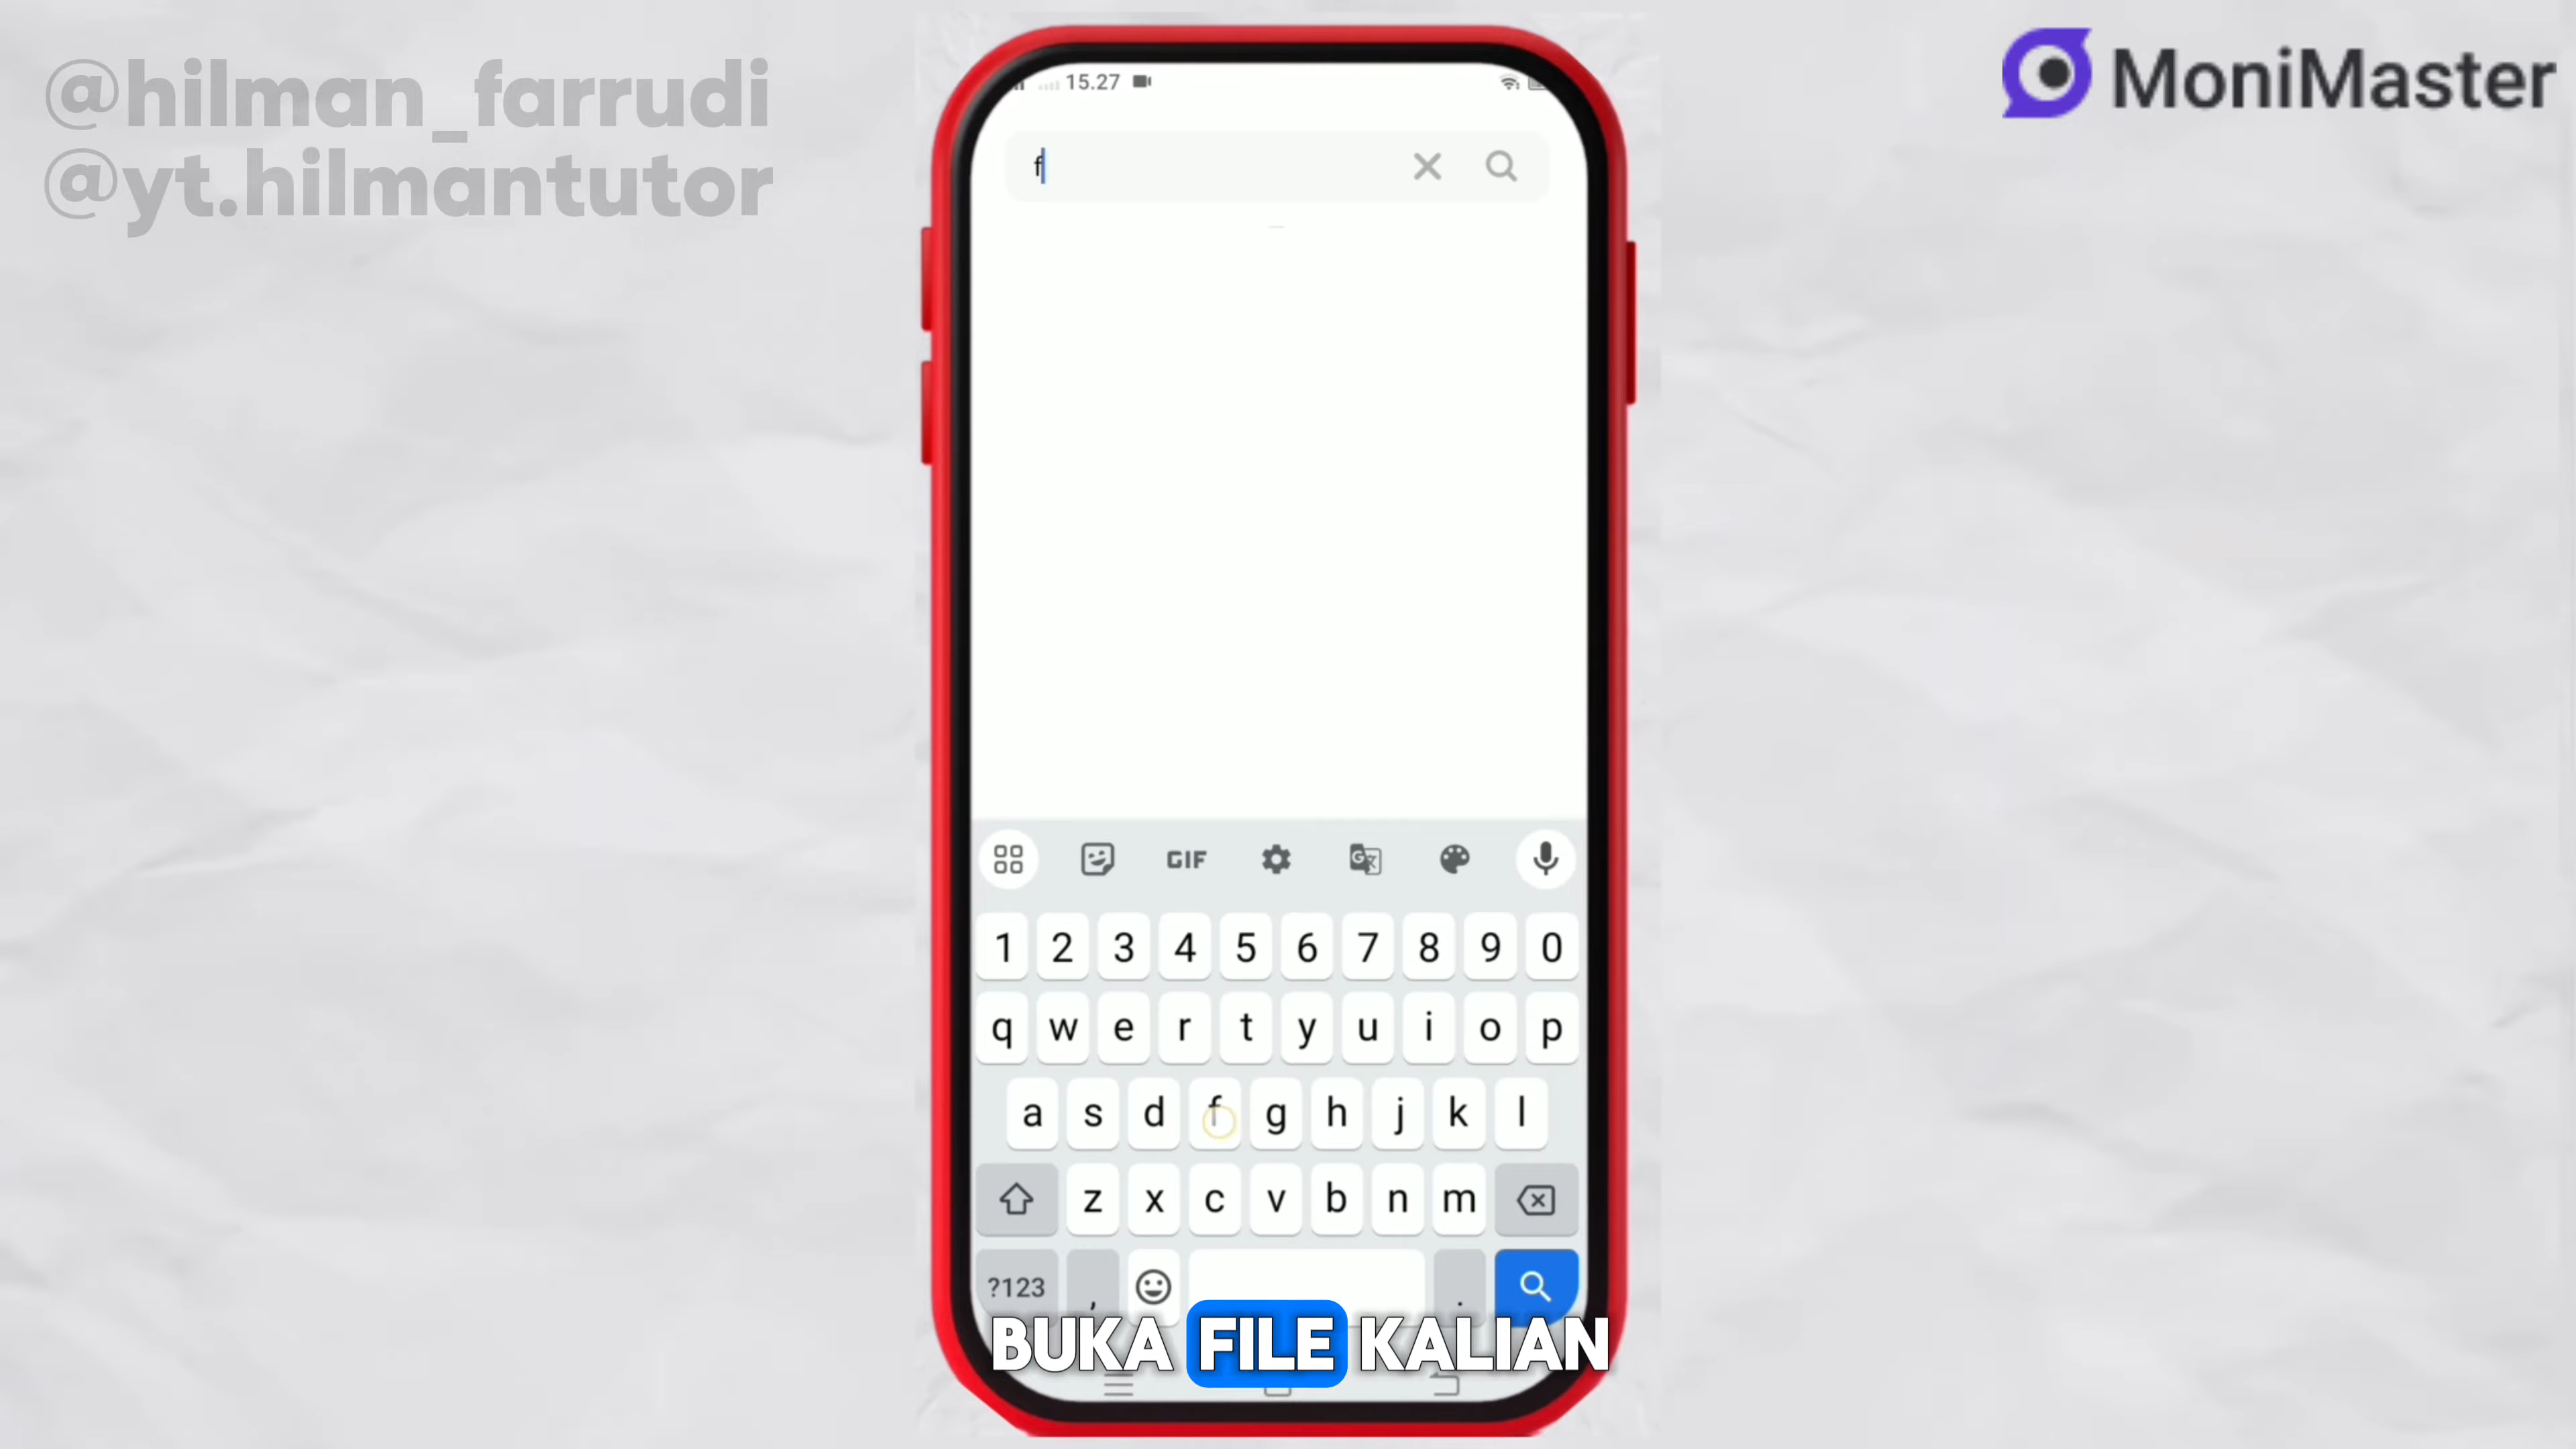 @hilman_farrudi
@yt.hilmantutor
MoniMaster
15.27
f
GIF
1 2 3 4 5 6 7 8 9 0
q w e r t y u i o p
a s d f g h j k l
z x c v b n m
?123 , .
BUKA FILE KALIAN